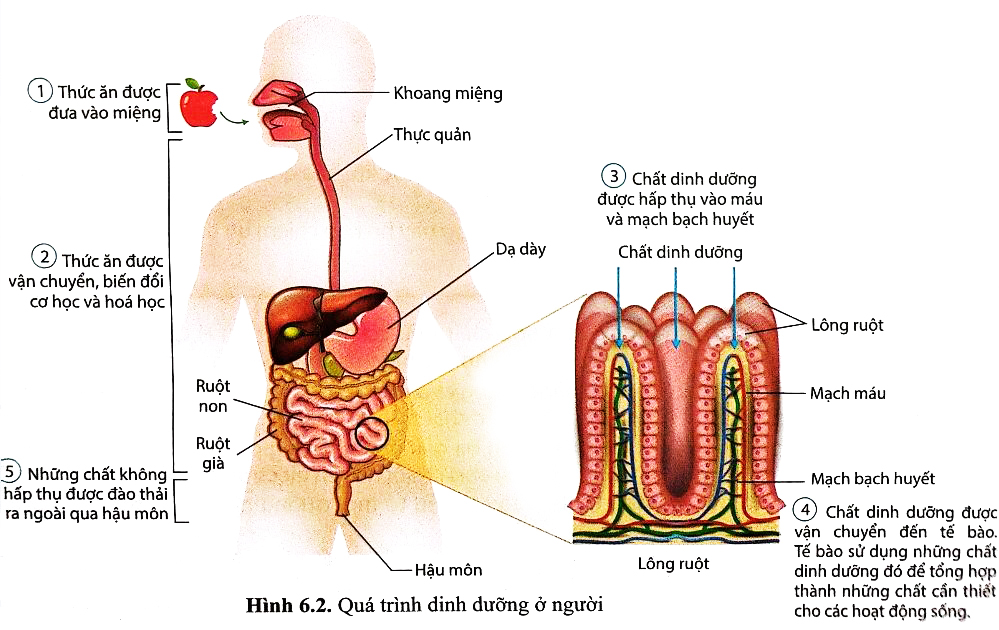 1 Thức ăn được
đưa vào miệng
Khoang miệng
Thực quản
2 Thức ăn được
vận chuyển, biến đổi
cơ học và hoá học
Dạ dày
Ruột
non
Ruột
già
5 Những chất không
hấp thụ được đào thải
ra ngoài qua hậu môn
Hậu môn
3 Chất dinh dưỡng
được hấp thụ vào máu
và mạch bạch huyết
Chất dinh dưỡng
Lông ruột
Mạch máu
Mạch bạch huyết
Lông ruột
4 Chất dinh dưỡng được
vận chuyển đến tế bào.
Tế bào sử dụng những chất
dinh dưỡng đó để tổng hợp
thành những chất cần thiết
cho các hoạt động sống.
Hình 6.2. Quá trình dinh dưỡng ở người